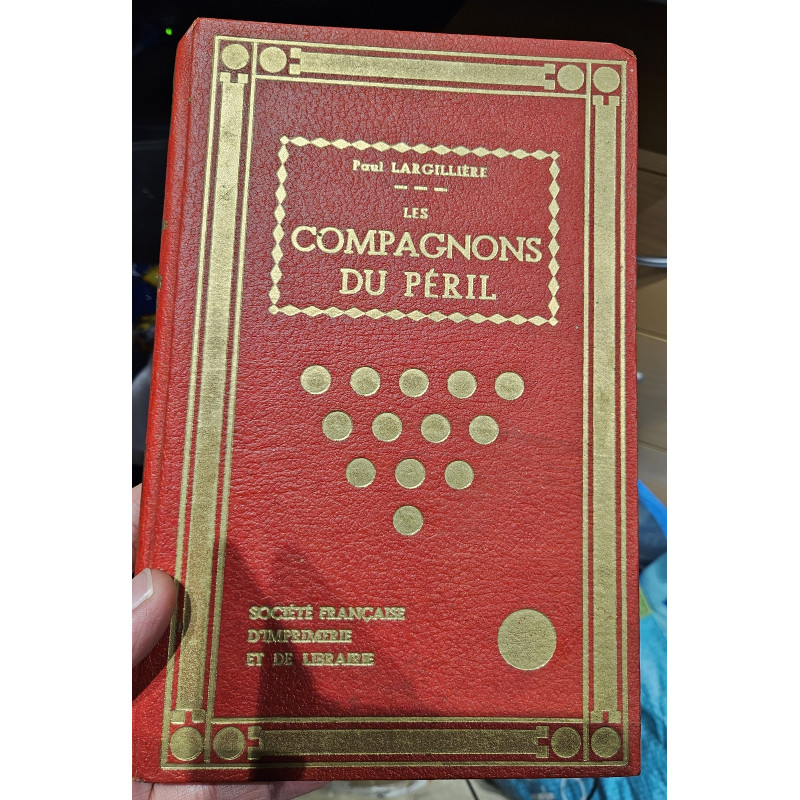 Paul LARGILLIÈRE
LES
COMPAGNONS
DU PÉRIL
SOCIÉTÉ FRANÇAISE
D'IMPRIMERIE
ET DE LIBRAIRIE